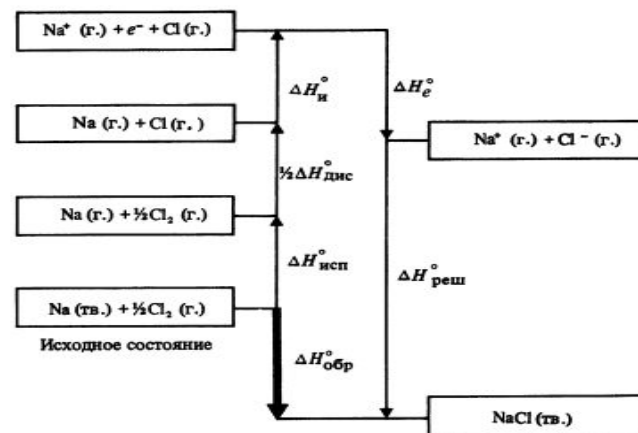 Na⁺ (г.) + e⁻ + Cl (г.)
ΔH°и
ΔH°e
Na (г.) + Cl (г.)
Na⁺ (г.) + Cl⁻ (г.)
½ΔH°дис
Na (г.) + ½Cl₂ (г.)
ΔH°исп
ΔH°реш
Na (тв.) + ½Cl₂ (г.)
Исходное состояние
ΔH°обр
NaCl (тв.)